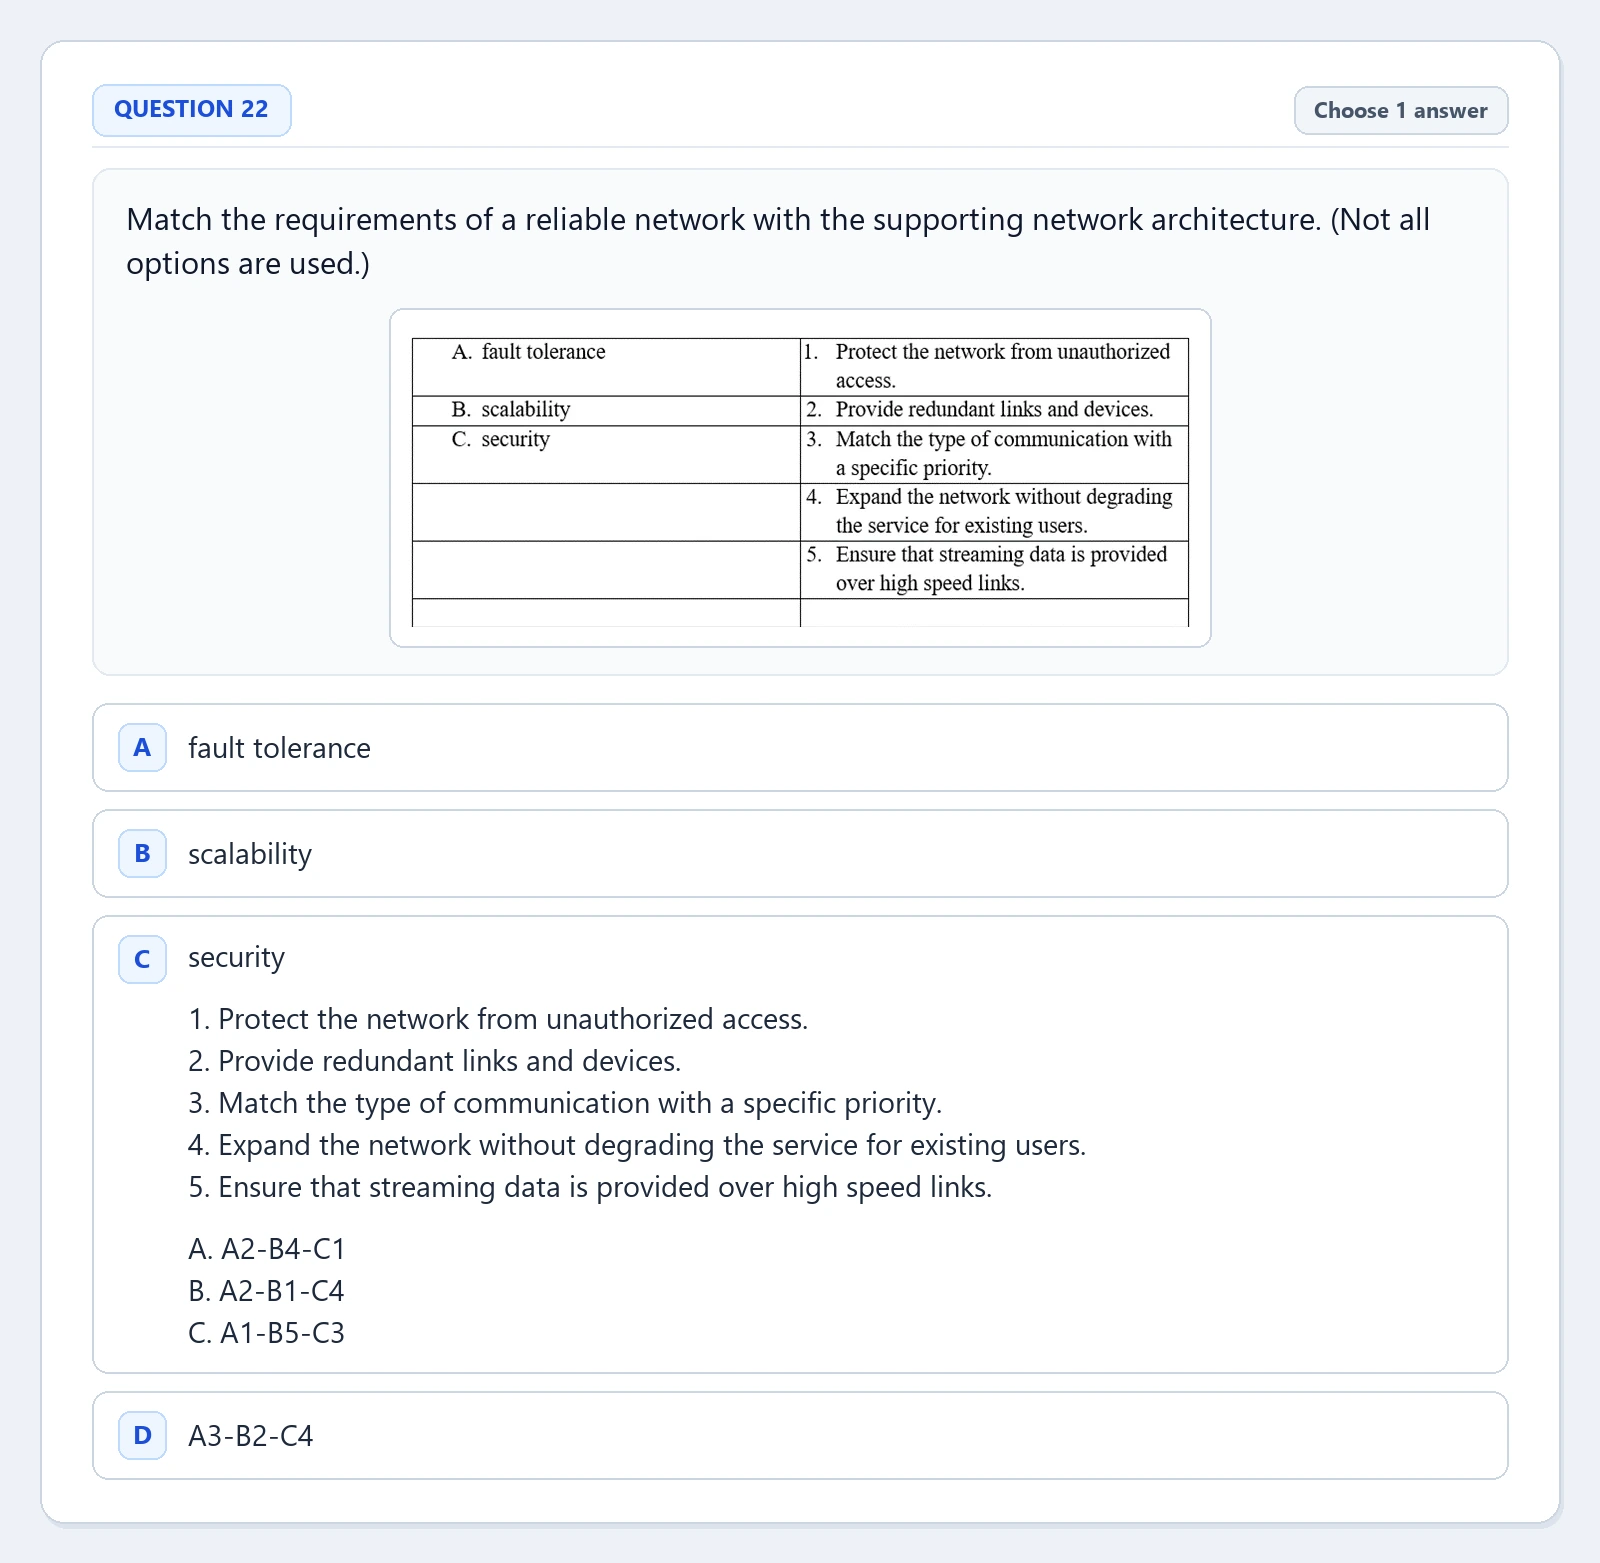 QUESTION 22
Choose 1 answer
Match the requirements of a reliable network with the supporting network architecture. (Not all
options are used.)
A. fault tolerance
1. Protect the network from unauthorized
access.
B. scalability
2. Provide redundant links and devices.
C. security
3. Match the type of communication with
a specific priority.
4. Expand the network without degrading
the service for existing users.
5. Ensure that streaming data is provided
over high speed links.
A fault tolerance
B scalability
C security
1. Protect the network from unauthorized access.
2. Provide redundant links and devices.
3. Match the type of communication with a specific priority.
4. Expand the network without degrading the service for existing users.
5. Ensure that streaming data is provided over high speed links.
A. A2-B4-C1
B. A2-B1-C4
C. A1-B5-C3
D A3-B2-C4